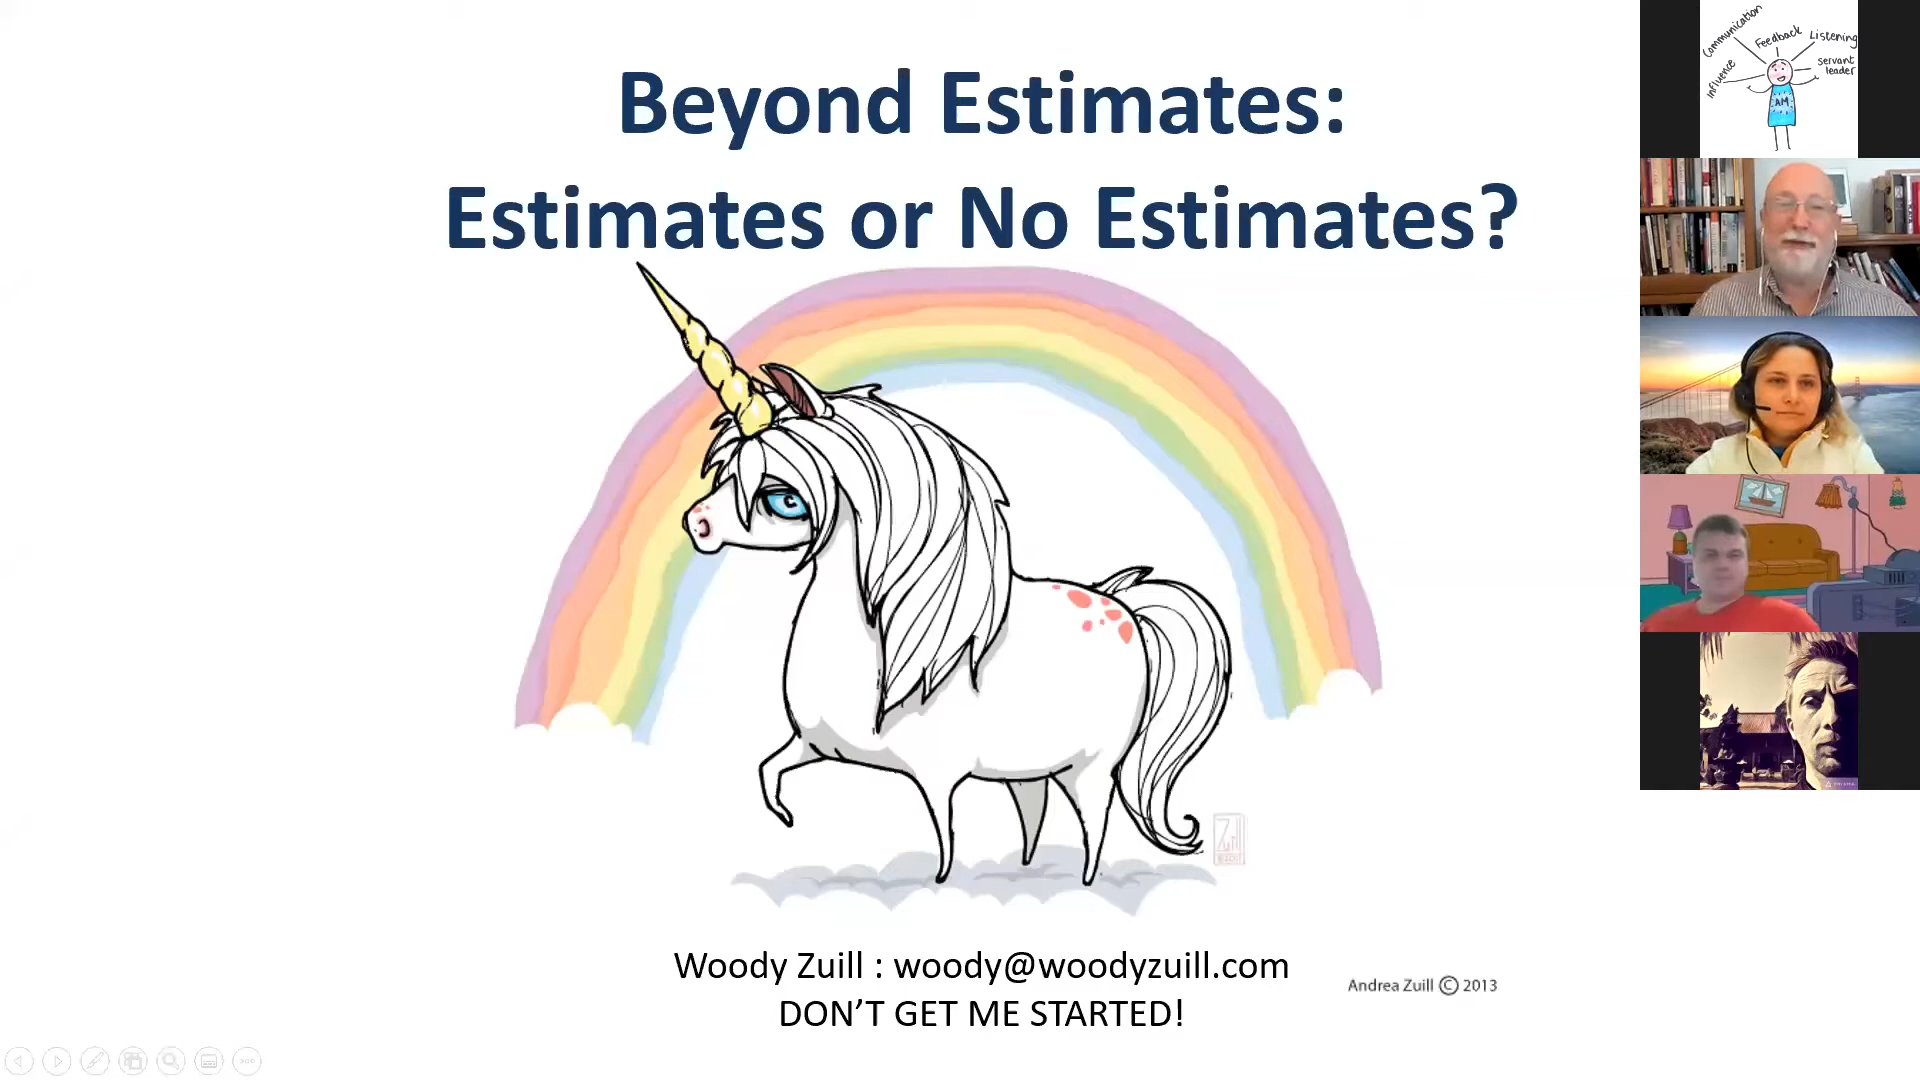 Beyond Estimates:
Estimates or No Estimates?
Zuill
Woody Zuill : woody@woodyzuill.com
DON’T GET ME STARTED!
Andrea Zuill © 2013
Communication
Feedback
Listening
Influence
servant
leader
AM